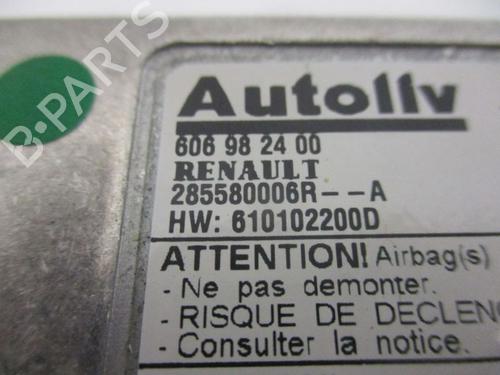 Autoliv
606 98 24 00
RENAULT
285580006R--A
HW: 610102200D
ATTENTION! Airbag(s)
- Ne pas demonter.
- RISQUE DE DECLENC
- Consulter la notice.
B-PARTS